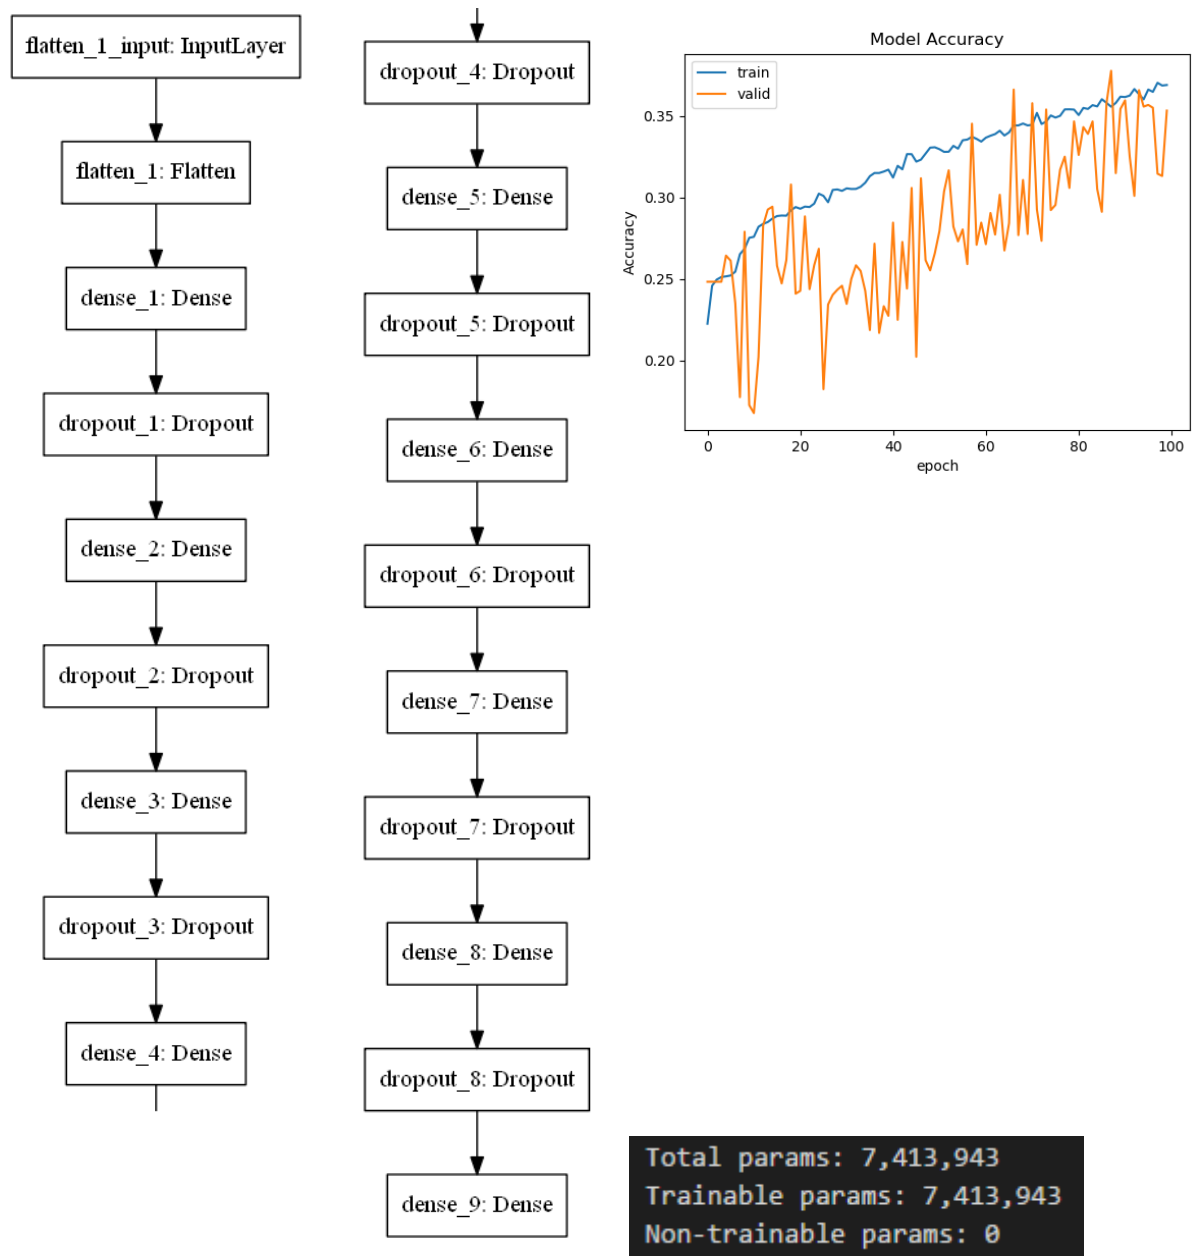 flatten_1_input: InputLayer
flatten_1: Flatten
dense_1: Dense
dropout_1: Dropout
dense_2: Dense
dropout_2: Dropout
dense_3: Dense
dropout_3: Dropout
dense_4: Dense
dropout_4: Dropout
dense_5: Dense
dropout_5: Dropout
dense_6: Dense
dropout_6: Dropout
dense_7: Dense
dropout_7: Dropout
dense_8: Dense
dropout_8: Dropout
dense_9: Dense
Model Accuracy
train
valid
Accuracy
0.35
0.30
0.25
0.20
0 20 40 60 80 100
epoch
Total params: 7,413,943
Trainable params: 7,413,943
Non-trainable params: 0